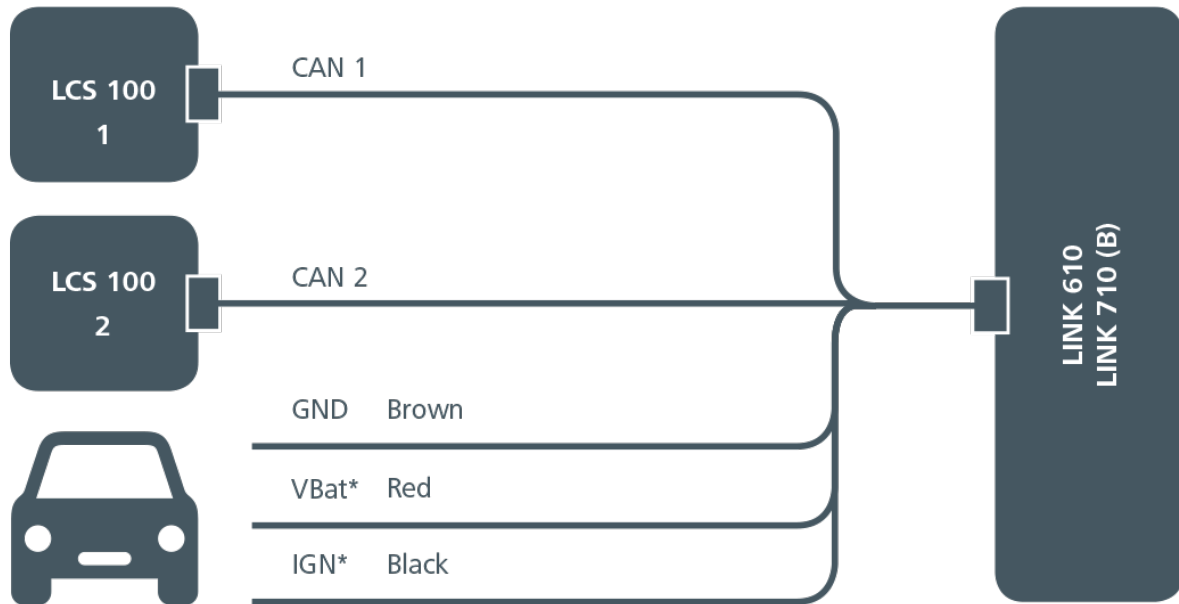 LCS 100
1
CAN 1
LCS 100
2
CAN 2
GND Brown
VBat* Red
IGN* Black
LINK 610
LINK 710 (B)